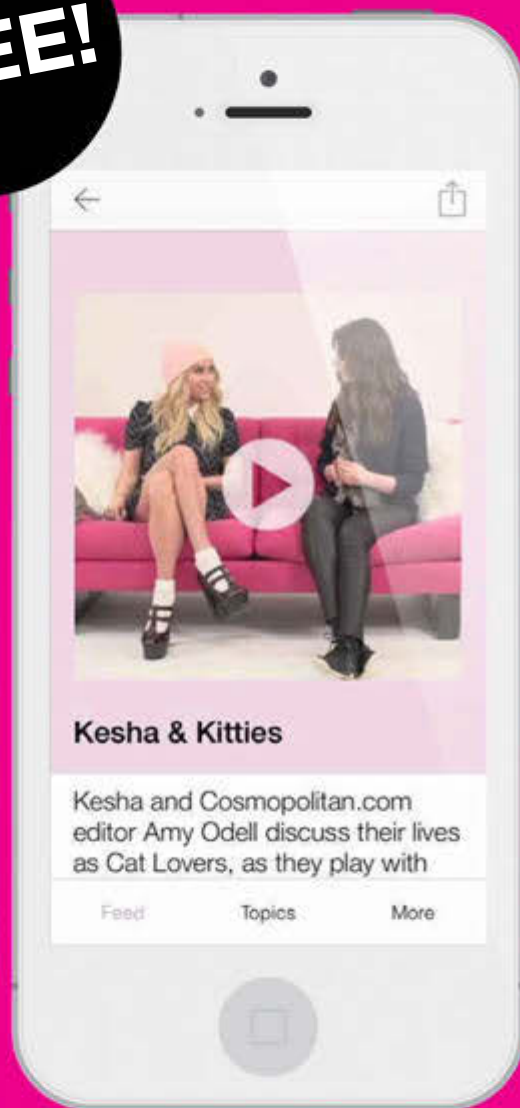 Kesha & Kitties
Kesha and Cosmopolitan.com
editor Amy Odell discuss their lives
as Cat Lovers, as they play with
Feed Topics More